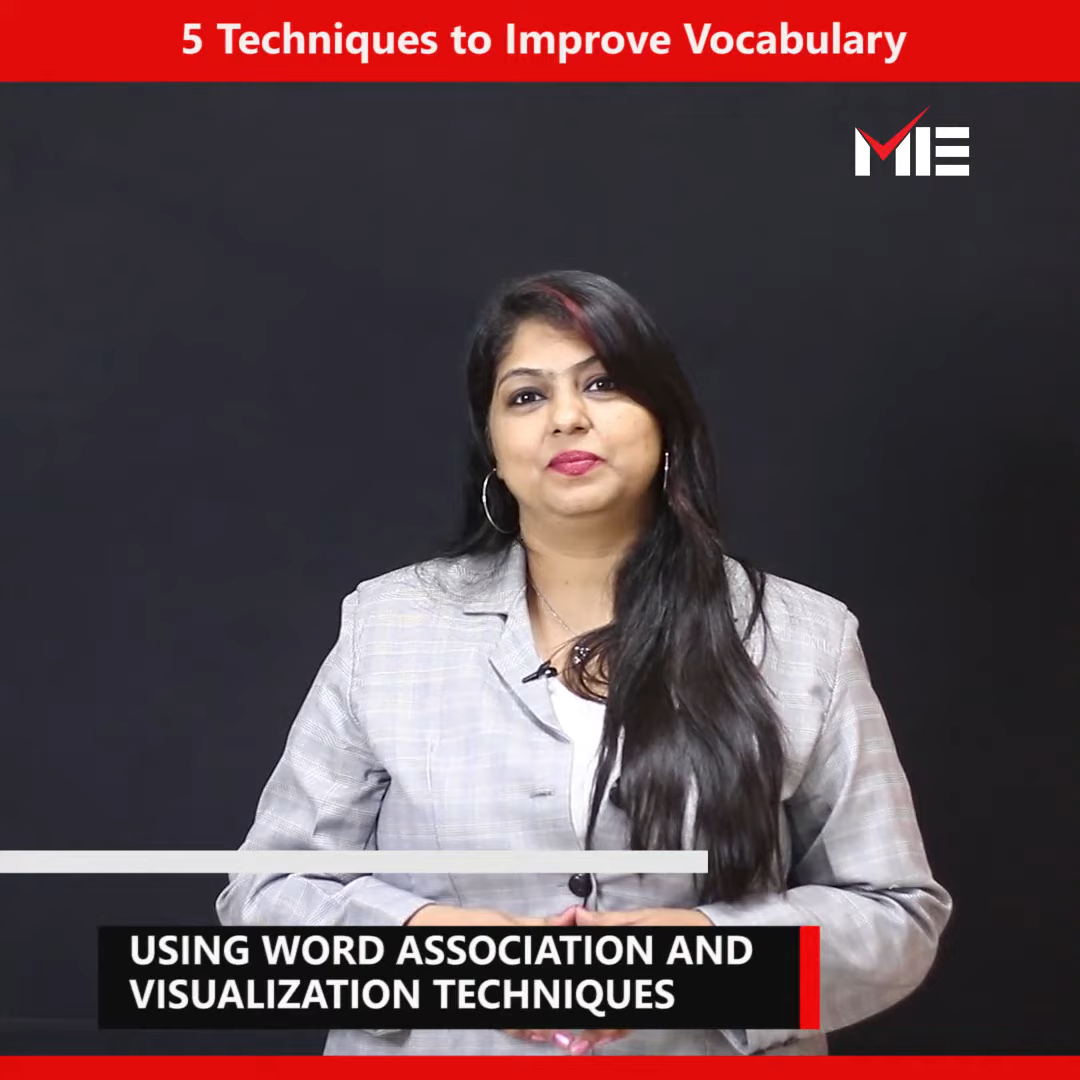 5 Techniques to Improve Vocabulary
MIE
USING WORD ASSOCIATION AND
VISUALIZATION TECHNIQUES